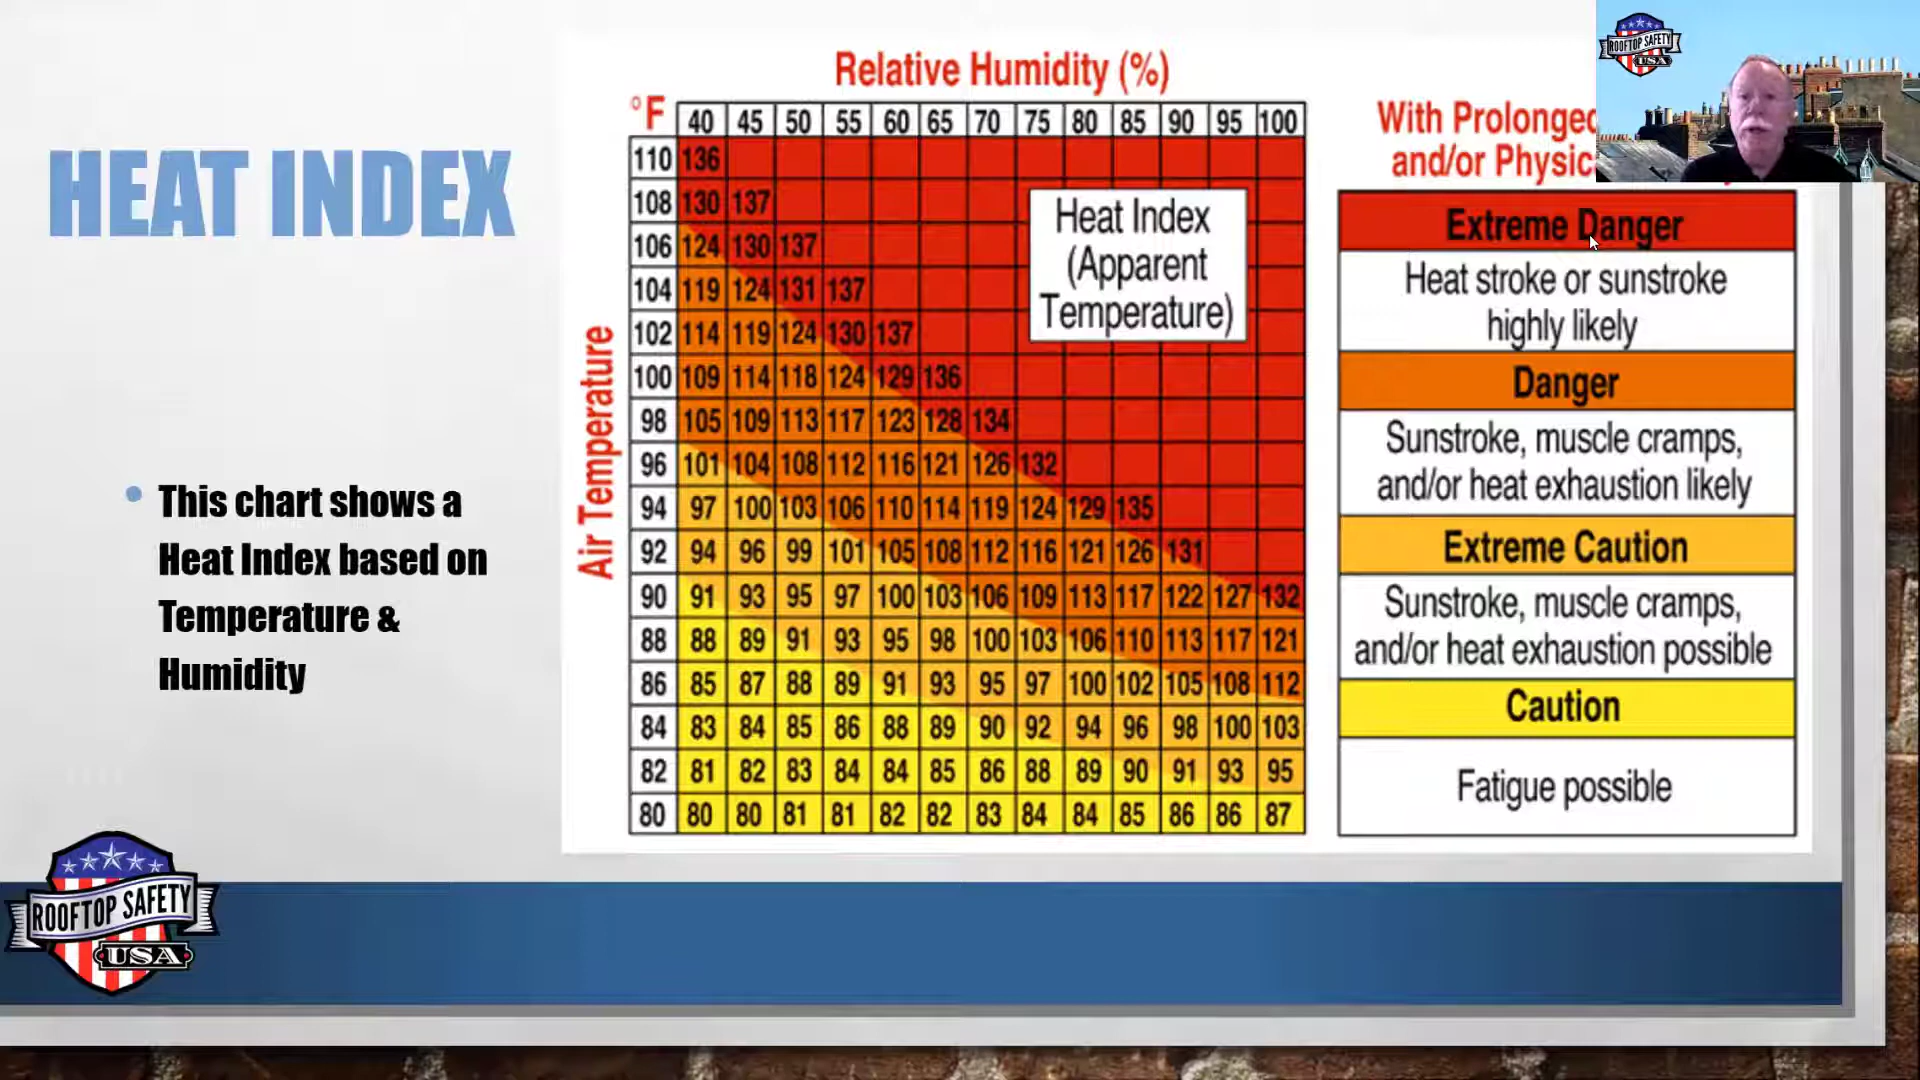 HEAT INDEX
This chart shows a
Heat Index based on
Temperature &
Humidity
Relative Humidity (%)
°F 40 45 50 55 60 65 70 75 80 85 90 95 100
Air Temperature
110 136
108 130 137
106 124 130 137
104 119 124 131 137
102 114 119 124 130 137
100 109 114 118 124 129 136
98 105 109 113 117 123 128 134
96 101 104 108 112 116 121 126 132
94 97 100 103 106 110 114 119 124 129 135
92 94 96 99 101 105 108 112 116 121 126 131
90 91 93 95 97 100 103 106 109 113 117 122 127 132
88 88 89 91 93 95 98 100 103 106 110 113 117 121
86 85 87 88 89 91 93 95 97 100 102 105 108 112
84 83 84 85 86 88 89 90 92 94 96 98 100 103
82 81 82 83 84 84 85 86 88 89 90 91 93 95
80 80 80 81 81 82 82 83 84 84 85 86 86 87
Heat Index
(Apparent
Temperature)
With Prolonged
and/or Physic
Extreme Danger
Heat stroke or sunstroke
highly likely
Danger
Sunstroke, muscle cramps,
and/or heat exhaustion likely
Extreme Caution
Sunstroke, muscle cramps,
and/or heat exhaustion possible
Caution
Fatigue possible
ROOFTOP SAFETY
USA
ROOFTOP SAFETY
USA